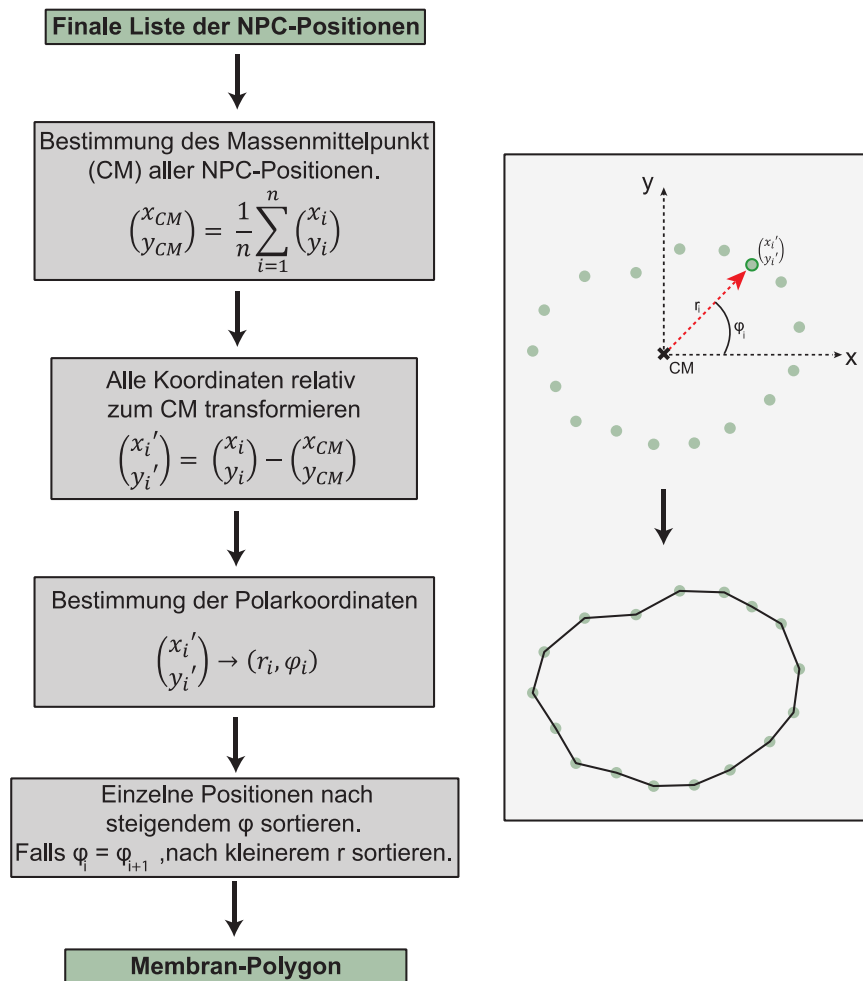 Finale Liste der NPC-Positionen
Bestimmung des Massenmittelpunkt
(CM) aller NPC-Positionen.
(x_CM y_CM) = 1/n ∑_{i=1}^{n} (x_i y_i)
Alle Koordinaten relativ
zum CM transformieren
(x_i′ y_i′) = (x_i y_i) − (x_CM y_CM)
Bestimmung der Polarkoordinaten
(x_i′ y_i′) → (r_i, φ_i)
Einzelne Positionen nach
steigendem φ sortieren.
Falls φ_i = φ_{i+1} ,nach kleinerem r sortieren.
Membran-Polygon
y
(x_i′ y_i′)
r_i
φ_i
x
CM